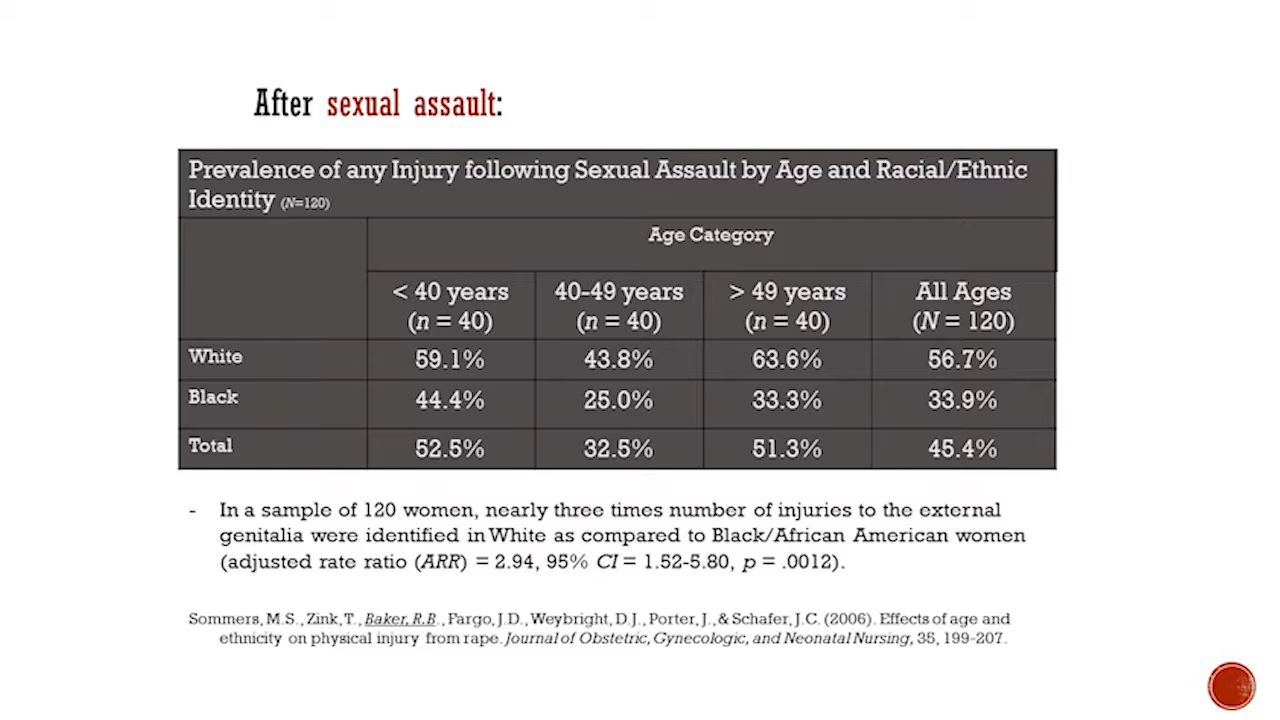 After sexual assault:
Prevalence of any Injury following Sexual Assault by Age and Racial/Ethnic
Identity (N=120)
Age Category
< 40 years 40-49 years > 49 years All Ages
(n = 40) (n = 40) (n = 40) (N = 120)
White 59.1% 43.8% 63.6% 56.7%
Black 44.4% 25.0% 33.3% 33.9%
Total 52.5% 32.5% 51.3% 45.4%
- In a sample of 120 women, nearly three times number of injuries to the external
genitalia were identified in White as compared to Black/African American women
(adjusted rate ratio (ARR) = 2.94, 95% CI = 1.52-5.80, p = .0012).
Sommers, M.S., Zink, T., Baker, R.B., Fargo, J.D., Weybright, D.J., Porter, J., & Schafer, J.C. (2006). Effects of age and
ethnicity on physical injury from rape. Journal of Obstetric, Gynecologic, and Neonatal Nursing, 35, 199-207.